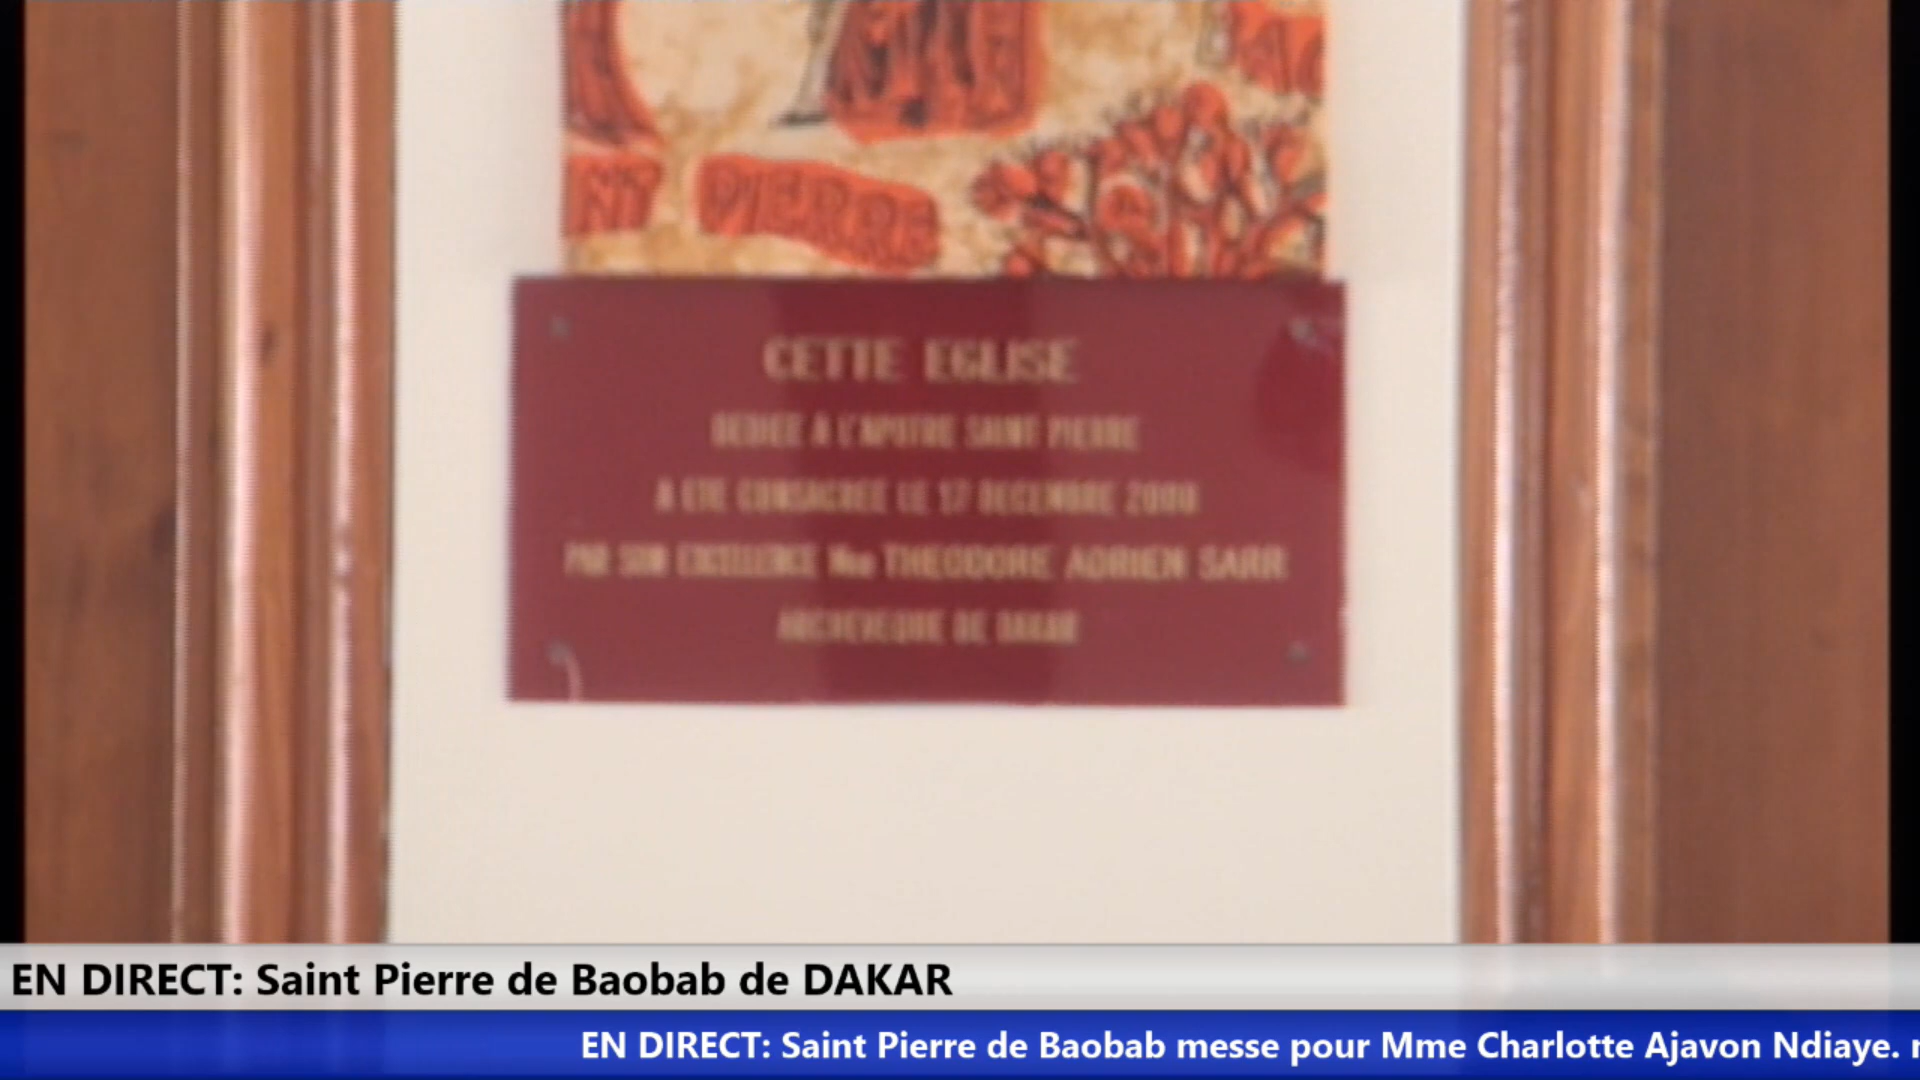 NT PIERRE
CETTE EGLISE
DEDIEE A L'APOTRE SAINT PIERRE
A ETE CONSACREE LE 17 DECEMBRE 2000
PAR SON EXCELLENCE THEODORE ADRIEN SARR
ARCHEVEQUE DE DAKAR
EN DIRECT: Saint Pierre de Baobab de DAKAR
EN DIRECT: Saint Pierre de Baobab messe pour Mme Charlotte Ajavon Ndiaye.